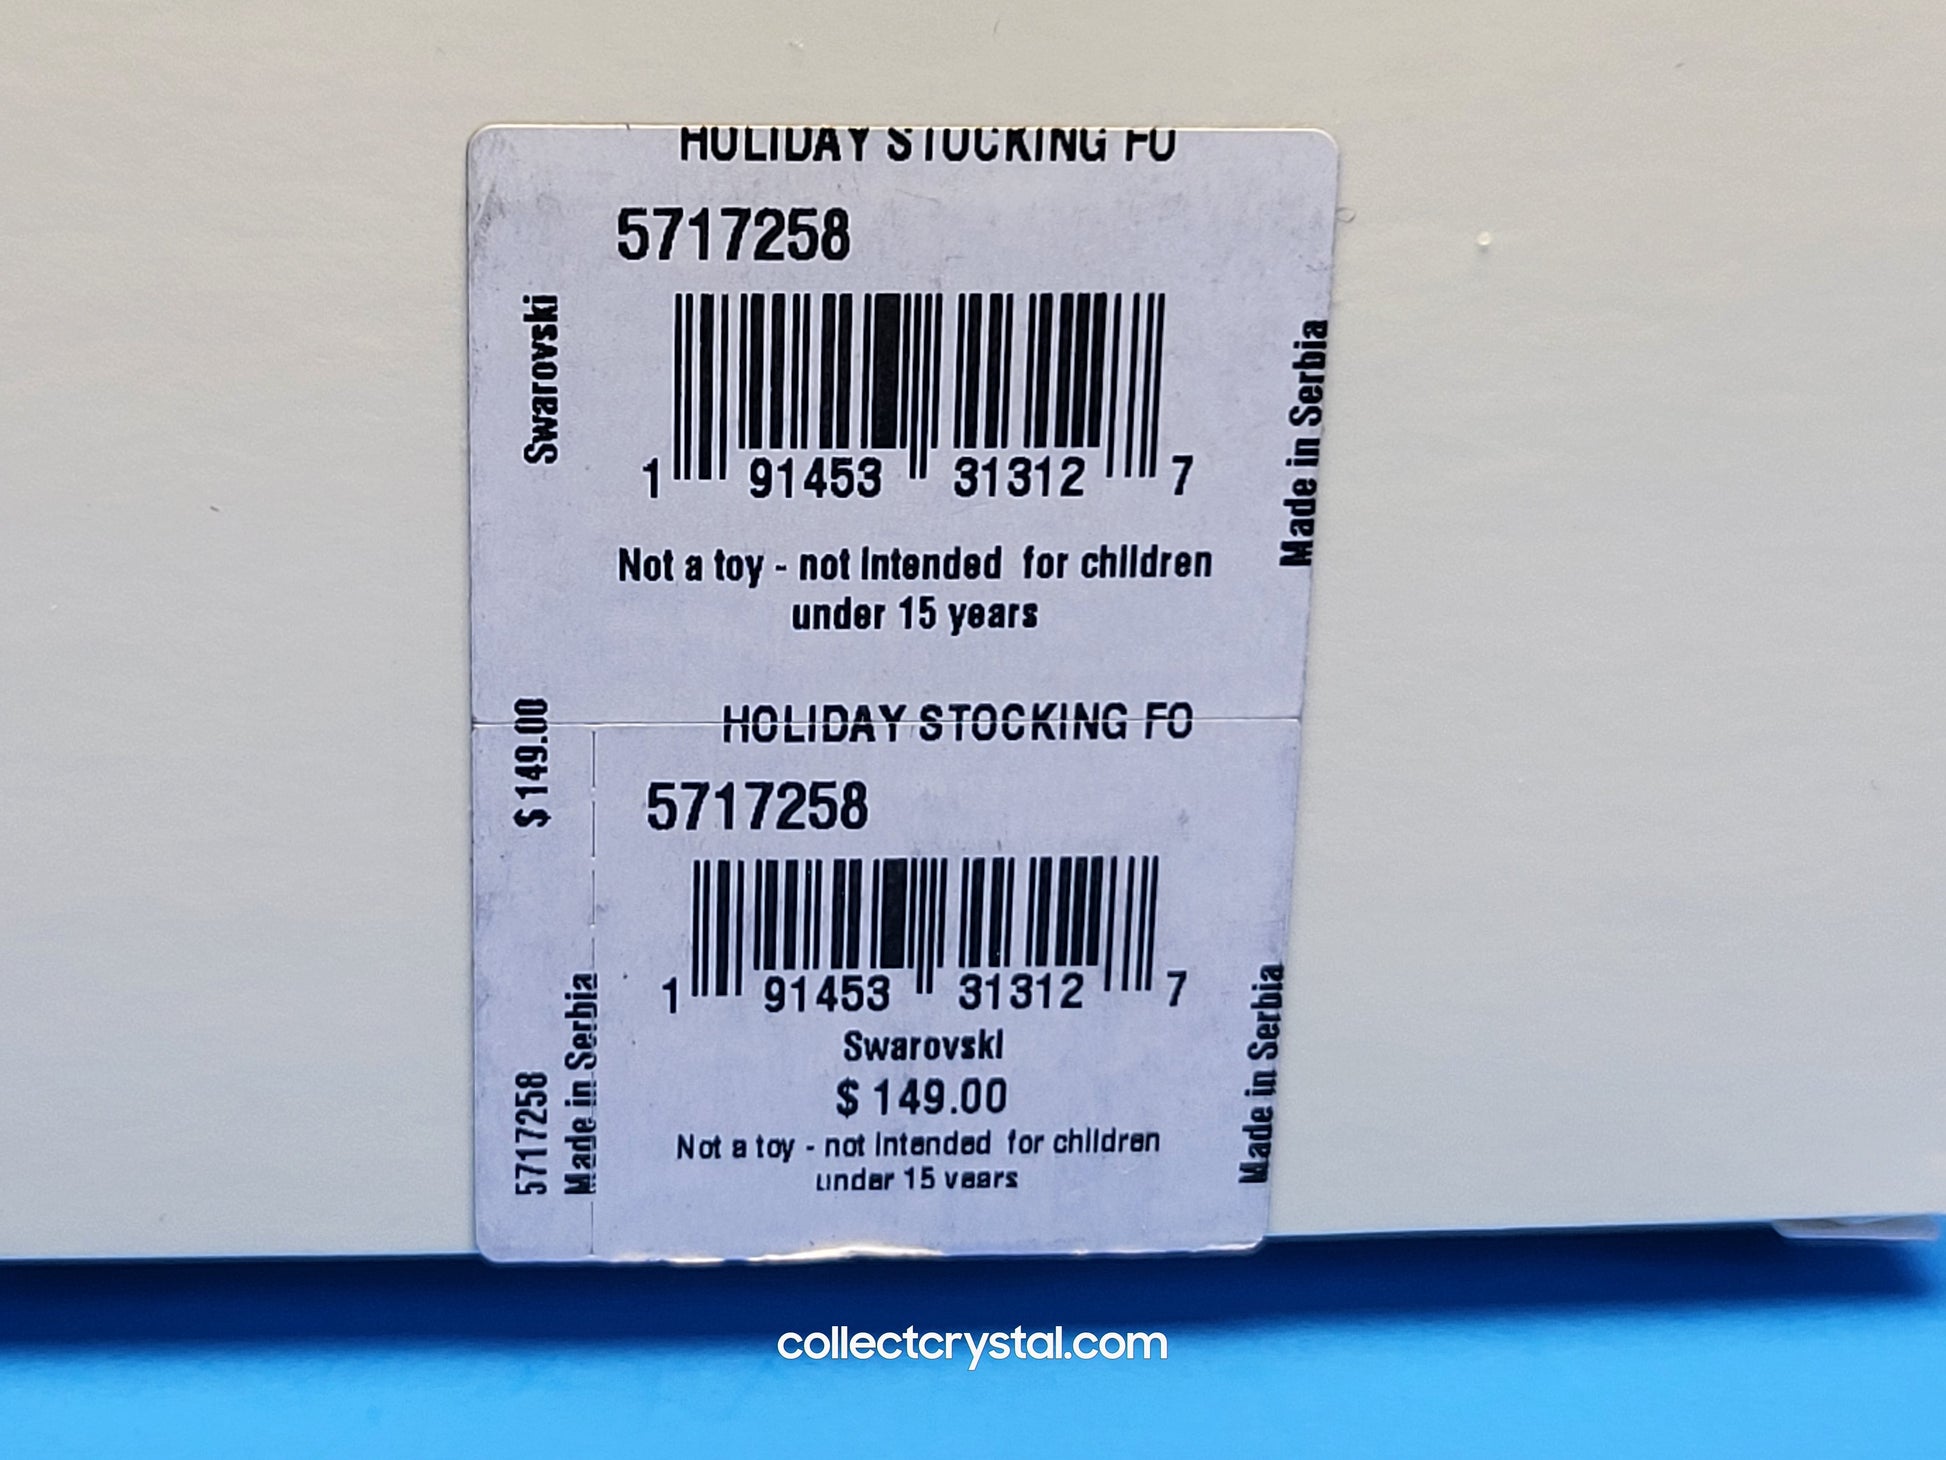 HOLIDAY STOCKING FO
5717258
Swarovski
1 91453 31312 7
Made in Serbia
Not a toy - not intended for children
under 15 years
$ 149.00
HOLIDAY STOCKING FO
5717258
1 91453 31312 7
Swarovski
$ 149.00
Not a toy - not intended for children
under 15 years
5717258
Made in Serbia
Made in Serbia
collectcrystal.com